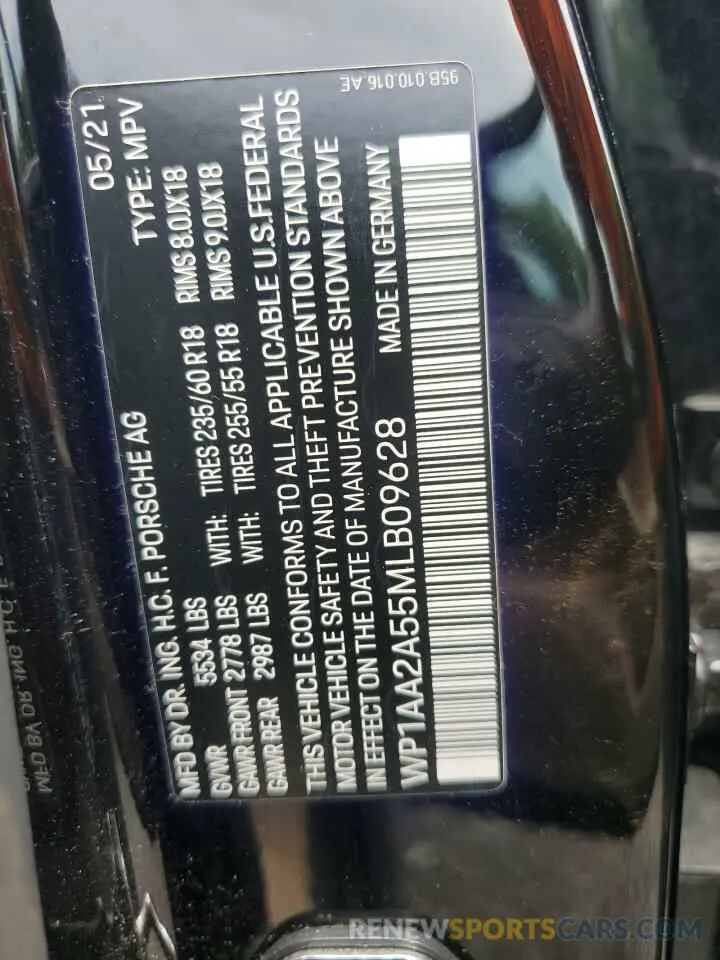 MFD BY DR. ING. H.C. F. PORSCHE AG 05/21
GVWR 5534 LBS TYPE: MPV
GAWR FRONT 2778 LBS WITH: TIRES 235/60 R18 RIMS 8.0JX18
GAWR REAR 2987 LBS WITH: TIRES 255/55 R18 RIMS 9.0JX18
THIS VEHICLE CONFORMS TO ALL APPLICABLE U.S. FEDERAL
MOTOR VEHICLE SAFETY AND THEFT PREVENTION STANDARDS
IN EFFECT ON THE DATE OF MANUFACTURE SHOWN ABOVE
WP1AA2A55MLB09628 MADE IN GERMANY
95B.010.016.AE
RENEWSPORTSCARS.COM